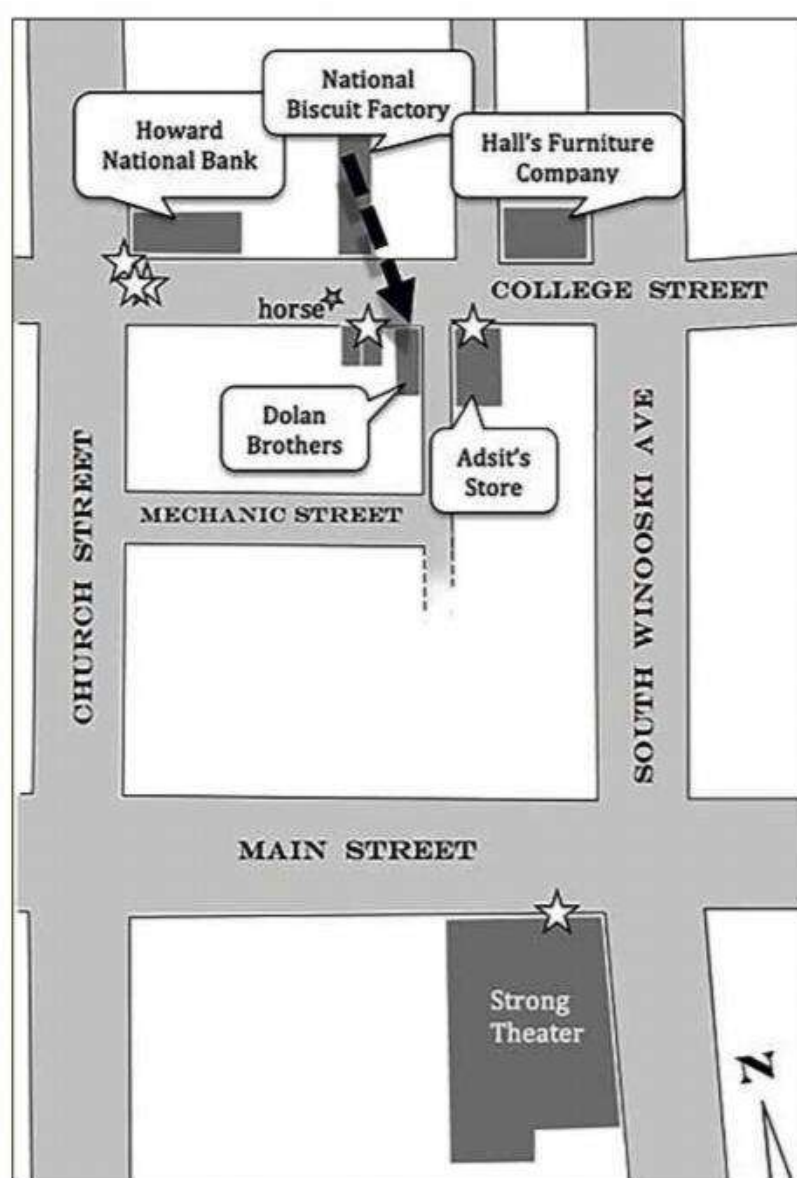 National
Biscuit Factory
Howard
National Bank
Hall's Furniture
Company
COLLEGE STREET
horse
Dolan
Brothers
Adsit's
Store
MECHANIC STREET
CHURCH STREET
SOUTH WINOOSKI AVE
MAIN STREET
Strong
Theater
N